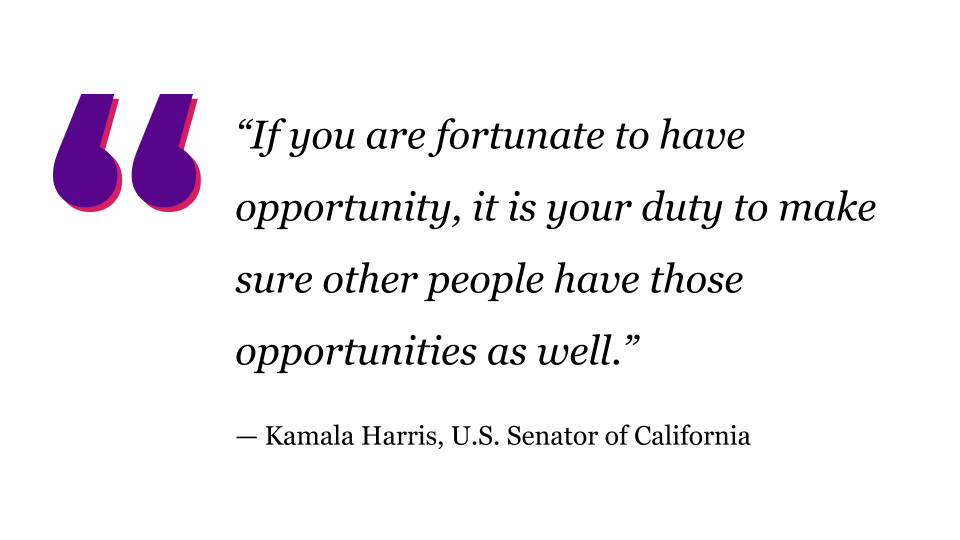 “If you are fortunate to have
opportunity, it is your duty to make
sure other people have those
opportunities as well.”
— Kamala Harris, U.S. Senator of California